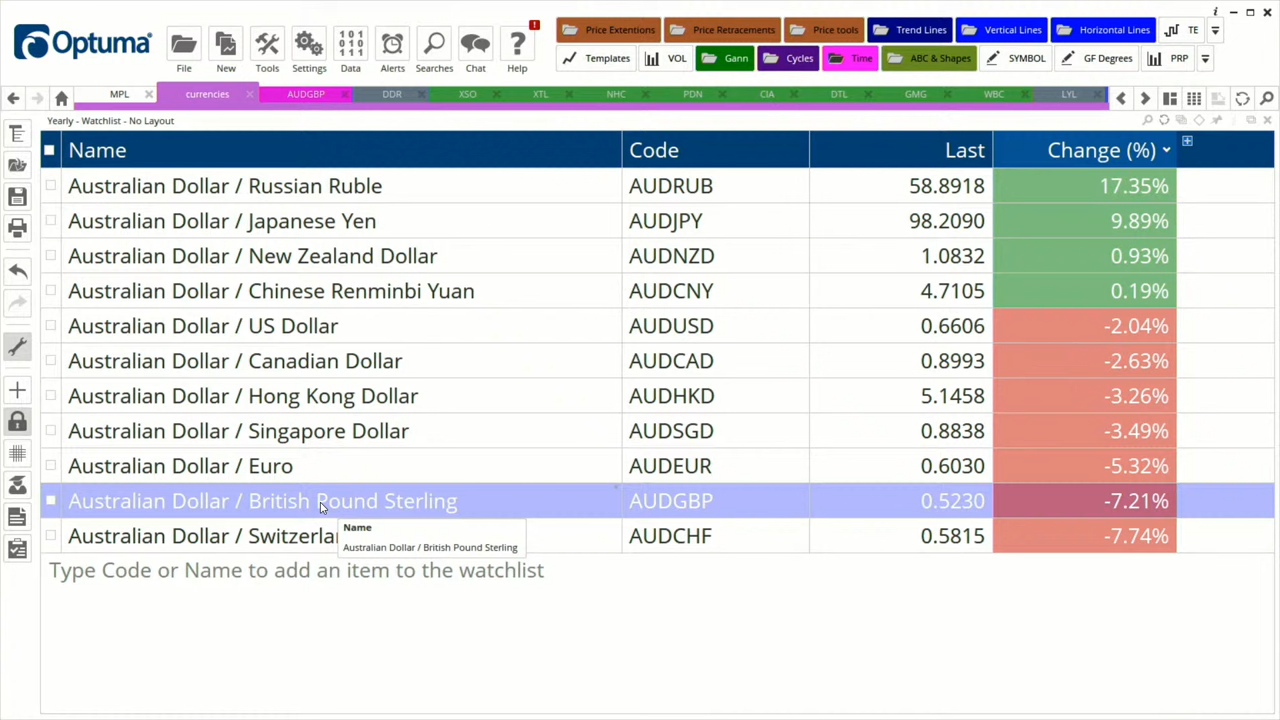 Optuma
File New Tools Settings Data Alerts Searches Chat Help
Price Extentions Price Retracements Price tools Trend Lines Vertical Lines Horizontal Lines TE
Templates VOL Gann Cycles Time ABC & Shapes SYMBOL GF Degrees PRP
MPL currencies AUDGBP DDR XSO XTL NHC PDN CIA DTL GMG WBC LYL
Yearly - Watchlist - No Layout
Name Code Last Change (%)
Australian Dollar / Russian Ruble AUDRUB 58.8918 17.35%
Australian Dollar / Japanese Yen AUDJPY 98.2090 9.89%
Australian Dollar / New Zealand Dollar AUDNZD 1.0832 0.93%
Australian Dollar / Chinese Renminbi Yuan AUDCNY 4.7105 0.19%
Australian Dollar / US Dollar AUDUSD 0.6606 -2.04%
Australian Dollar / Canadian Dollar AUDCAD 0.8993 -2.63%
Australian Dollar / Hong Kong Dollar AUDHKD 5.1458 -3.26%
Australian Dollar / Singapore Dollar AUDSGD 0.8838 -3.49%
Australian Dollar / Euro AUDEUR 0.6030 -5.32%
Australian Dollar / British Pound Sterling AUDGBP 0.5230 -7.21%
Australian Dollar / Switzerla AUDCHF 0.5815 -7.74%
Name
Australian Dollar / British Pound Sterling
Type Code or Name to add an item to the watchlist